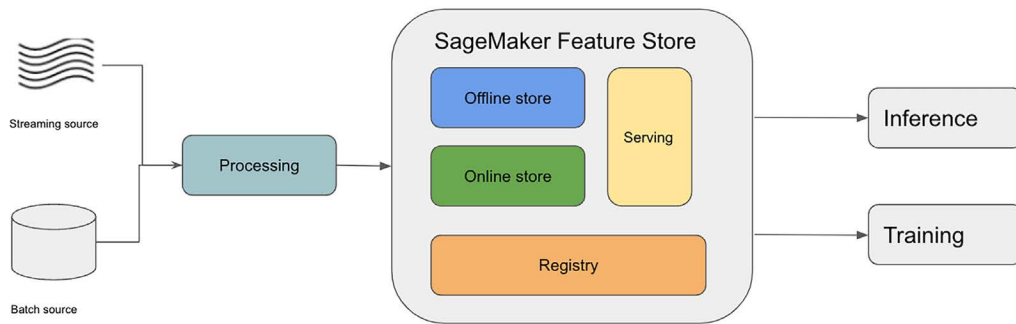 SageMaker Feature Store
Streaming source
Offline store
Serving
Inference
Processing
Online store
Training
Registry
Batch source